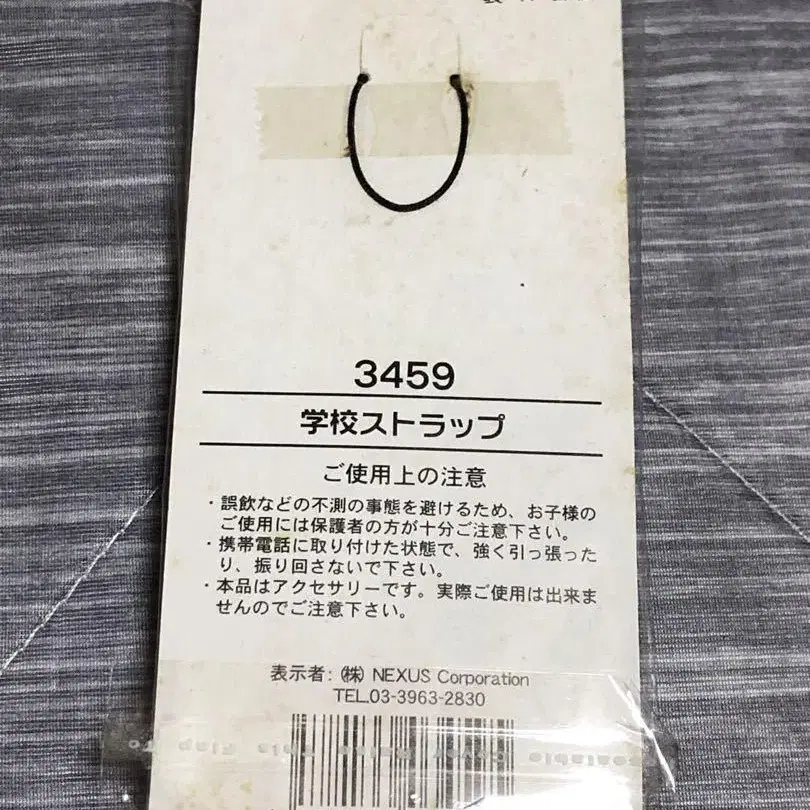 3459
学校ストラップ
ご使用上の注意
・誤飲などの不測の事態を避けるため、お子様の
ご使用には保護者の方が十分ご注意下さい。
・携帯電話に取り付けた状態で、強く引っ張った
り、振り回さないで下さい。
・本品はアクセサリーです。実際ご使用は出来ま
せんのでご注意下さい。
表示者：㈱ NEXUS Corporation
TEL.03-3963-2830